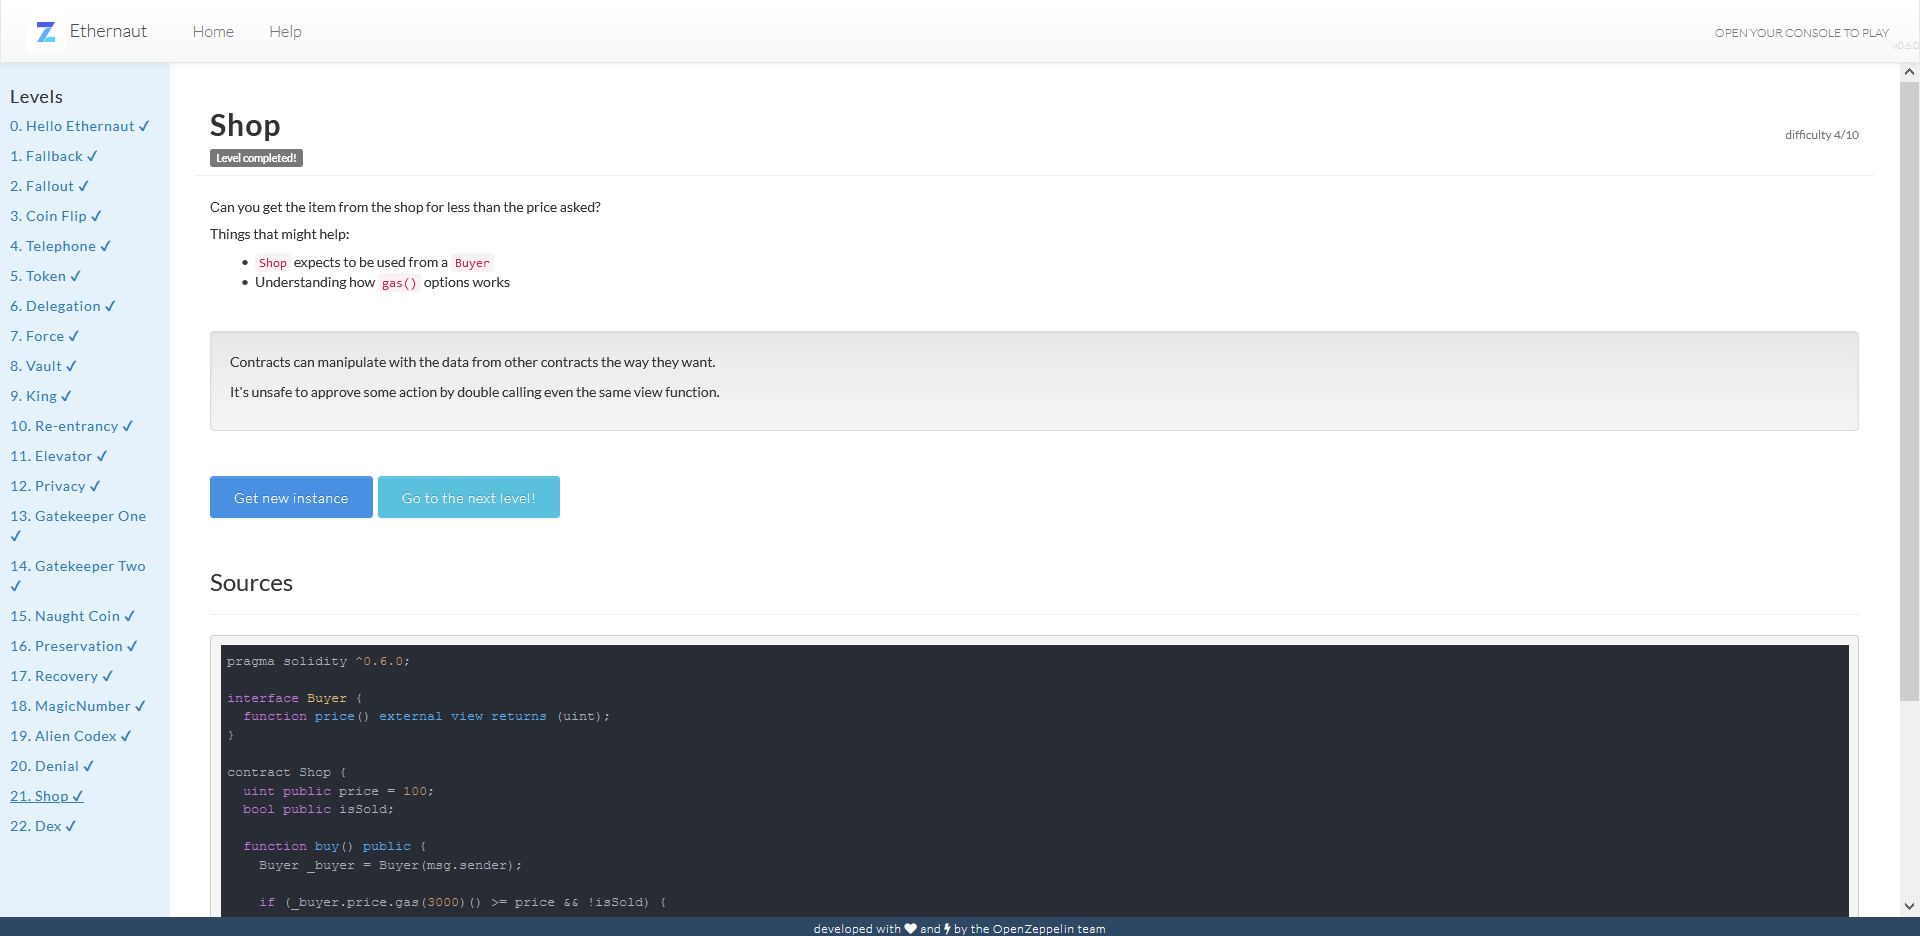 Ethernaut
Home
Help
OPEN YOUR CONSOLE TO PLAY
v0.6.0
Levels
0. Hello Ethernaut ✓
1. Fallback ✓
2. Fallout ✓
3. Coin Flip ✓
4. Telephone ✓
5. Token ✓
6. Delegation ✓
7. Force ✓
8. Vault ✓
9. King ✓
10. Re-entrancy ✓
11. Elevator ✓
12. Privacy ✓
13. Gatekeeper One
✓
14. Gatekeeper Two
✓
15. Naught Coin ✓
16. Preservation ✓
17. Recovery ✓
18. MagicNumber ✓
19. Alien Codex ✓
20. Denial ✓
21. Shop ✓
22. Dex ✓
Shop
Level completed!
difficulty 4/10
Can you get the item from the shop for less than the price asked?
Things that might help:
• Shop expects to be used from a Buyer
• Understanding how gas() options works
Contracts can manipulate with the data from other contracts the way they want.
It's unsafe to approve some action by double calling even the same view function.
Get new instance
Go to the next level!
Sources
pragma solidity ^0.6.0;
interface Buyer {
function price() external view returns (uint);
}
contract Shop {
uint public price = 100;
bool public isSold;
function buy() public {
Buyer _buyer = Buyer(msg.sender);
if (_buyer.price.gas(3000)() >= price && !isSold) {
developed with ♥ and ⚡ by the OpenZeppelin team